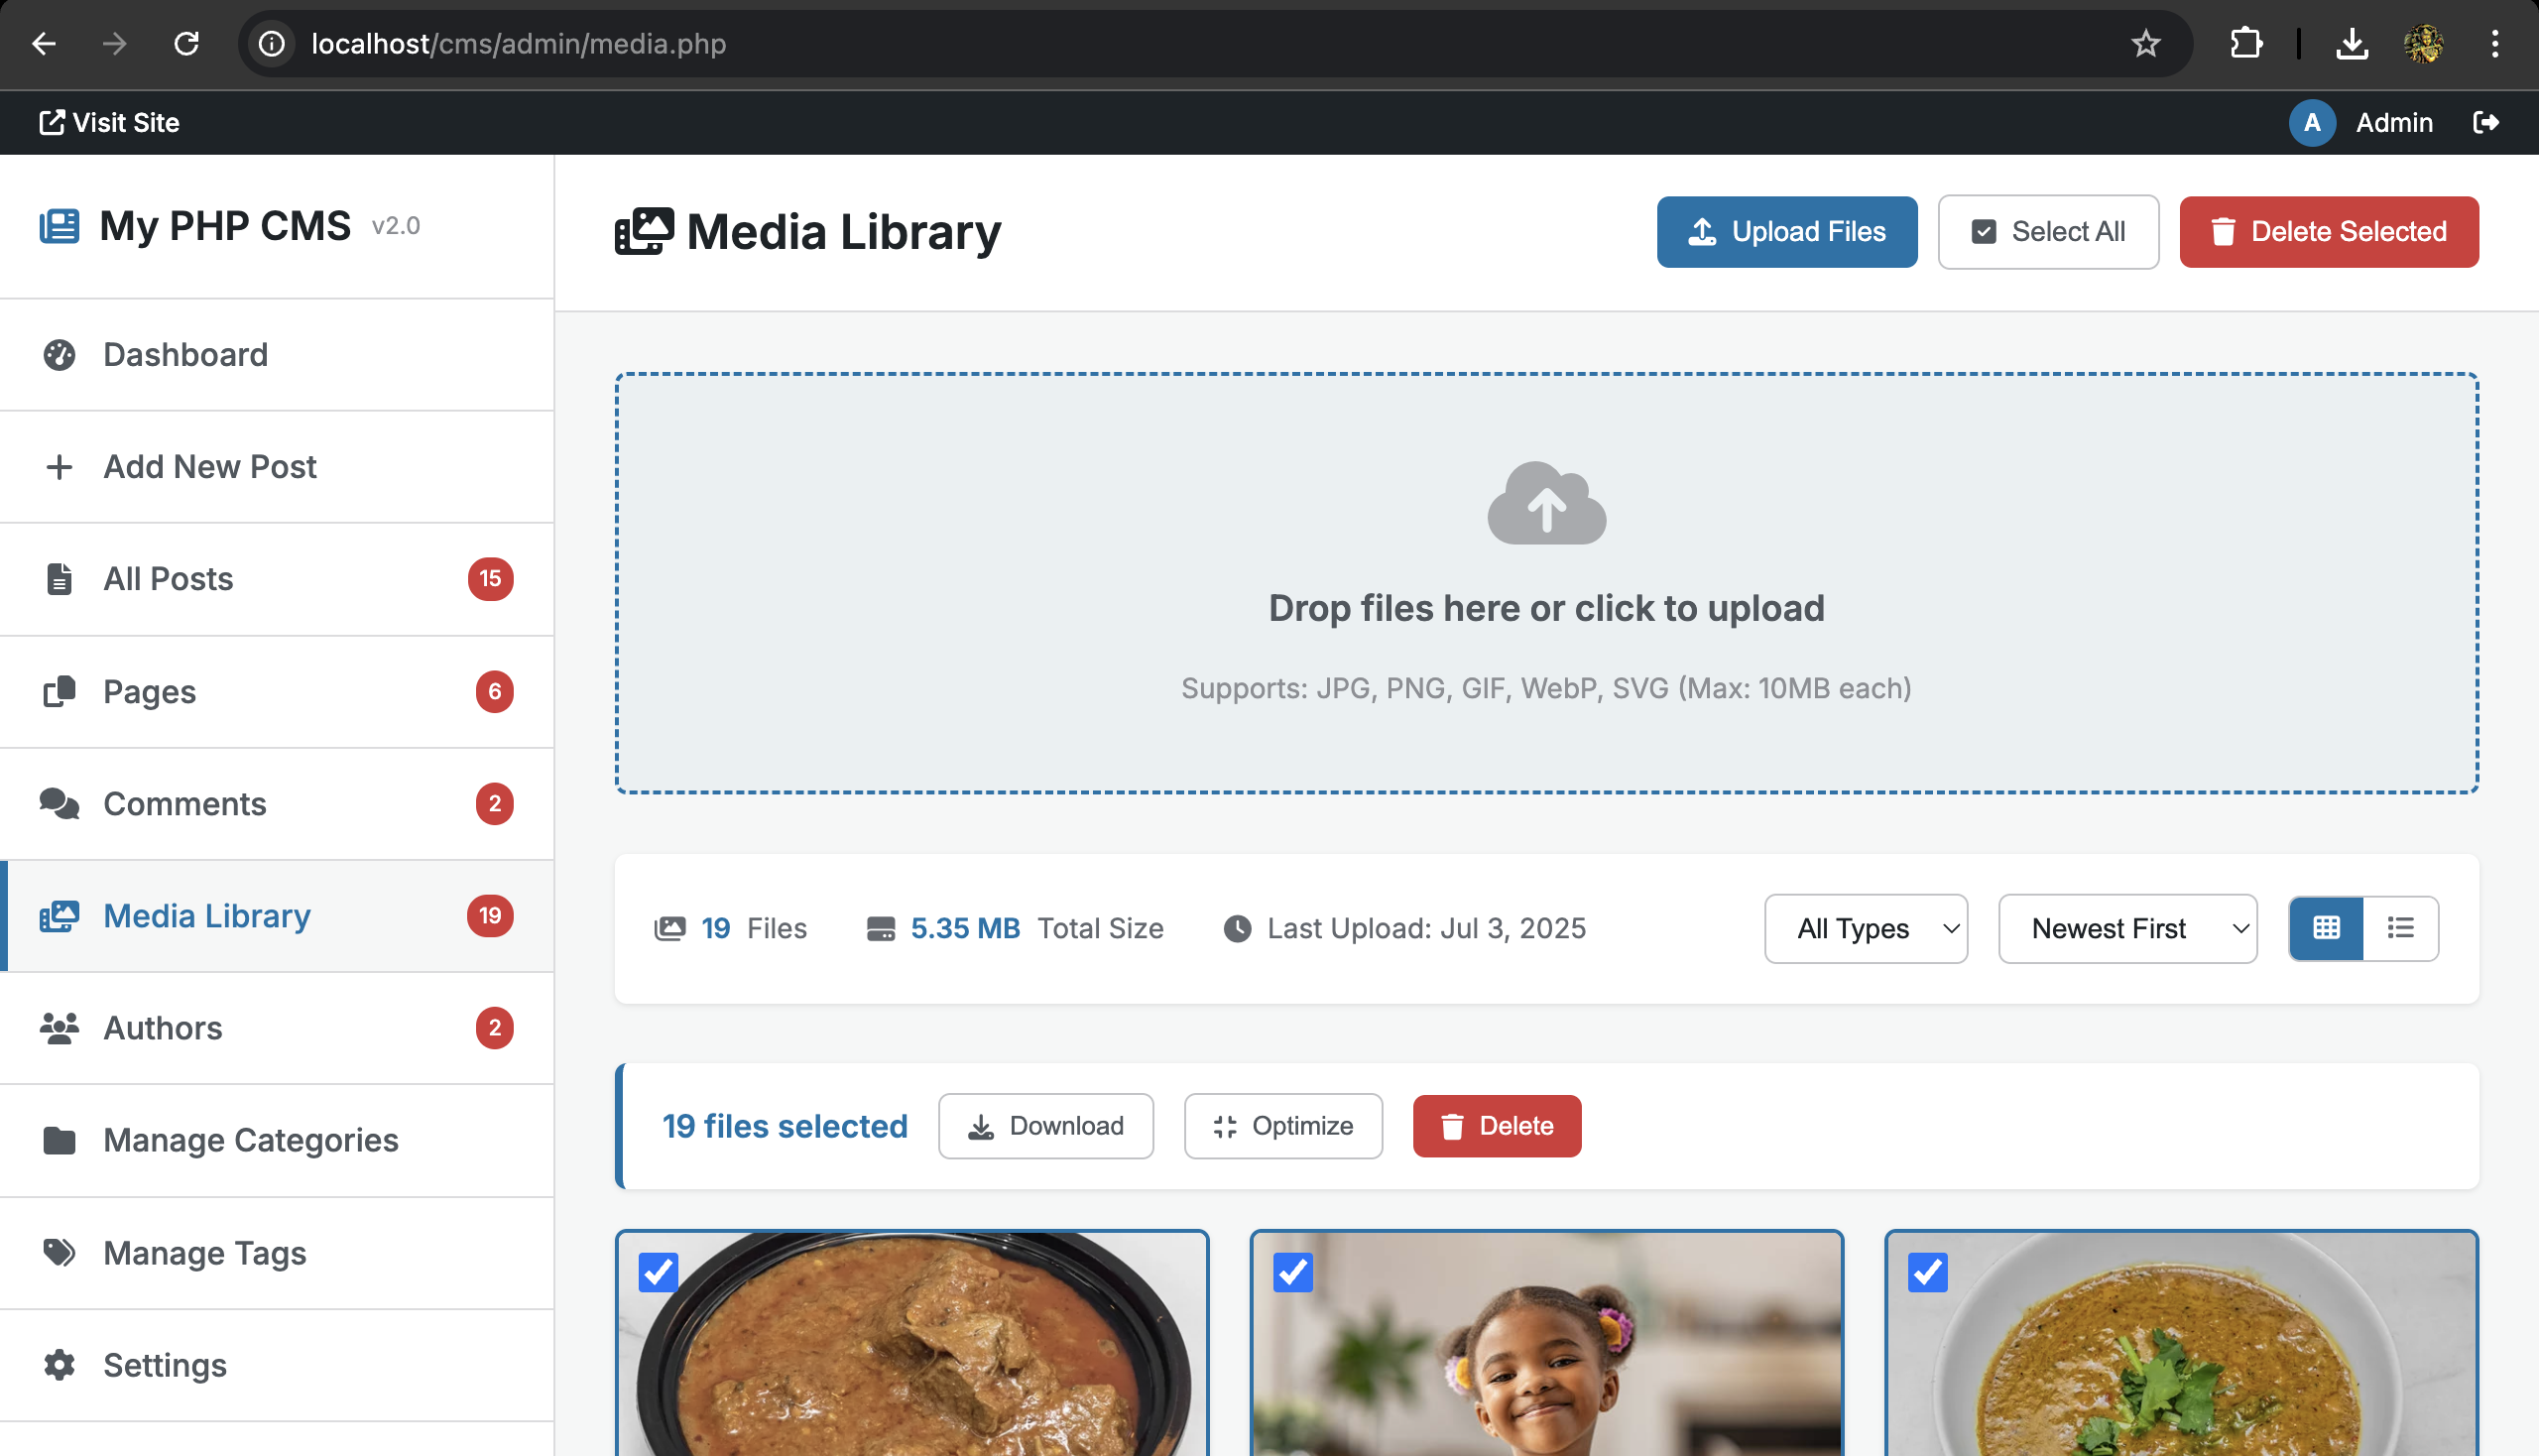 localhost/cms/admin/media.php
Visit Site
A Admin
My PHP CMS v2.0
Dashboard
Add New Post
All Posts 15
Pages 6
Comments 2
Media Library 19
Authors 2
Manage Categories
Manage Tags
Settings
Media Library
Upload Files
Select All
Delete Selected
Drop files here or click to upload
Supports: JPG, PNG, GIF, WebP, SVG (Max: 10MB each)
19 Files 5.35 MB Total Size Last Upload: Jul 3, 2025
All Types
Newest First
19 files selected
Download
Optimize
Delete